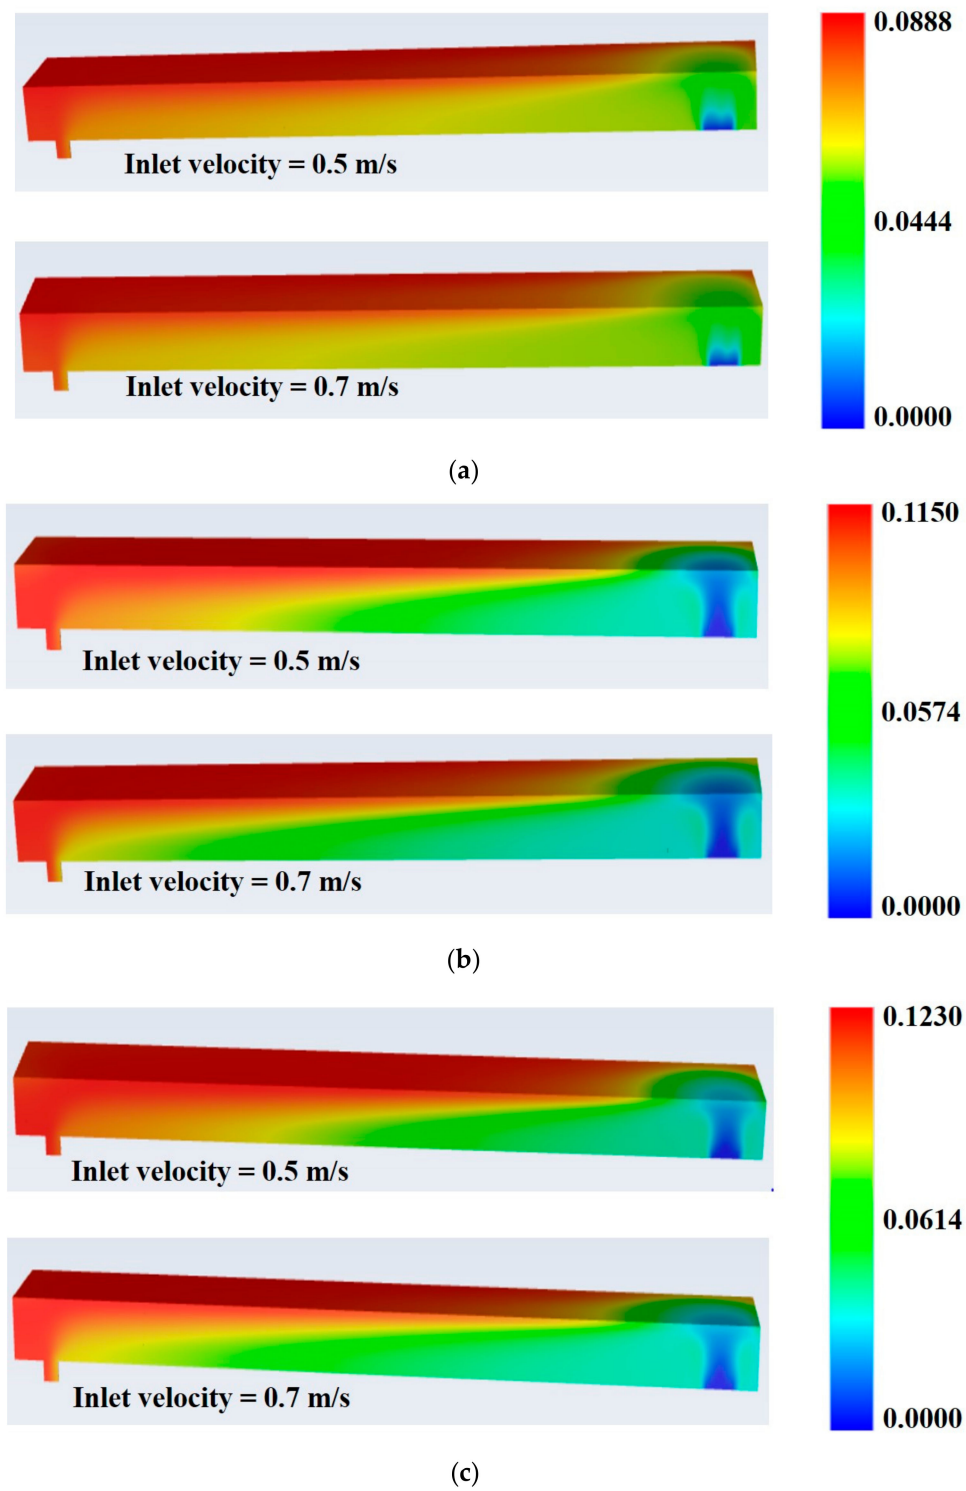 0.0888
Inlet velocity = 0.5 m/s
0.0444
Inlet velocity = 0.7 m/s
0.0000
(a)
0.1150
Inlet velocity = 0.5 m/s
0.0574
Inlet velocity = 0.7 m/s
0.0000
(b)
0.1230
Inlet velocity = 0.5 m/s
0.0614
Inlet velocity = 0.7 m/s
0.0000
(c)